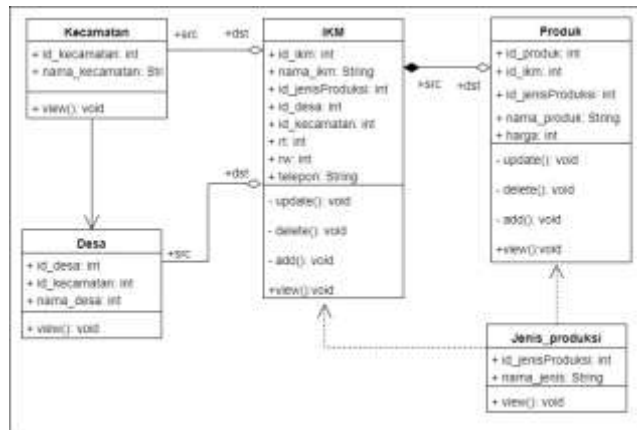 Kecamatan
+ id_kecamatan: int
+ nama_kecamatan: Stri
+ view(): void
+src
+dst
IKM
+ id_ikm: int
+ nama_ikm: String
+ id_jenisProduksi: int
+ id_desa: int
+ id_kecamatan: int
+ rt: int
+ rw: int
+ telepon: String
- update(): void
- delete(): void
- add(): void
+view():void
+src
+dst
Produk
+ id_produk: int
+ id_ikm: int
+ id_jenisProduksi: int
+ nama_produk: String
+ harga: int
- update(): void
- delete(): void
- add(): void
+view():void
+dst
+src
Desa
+ id_desa: int
+ id_kecamatan: int
+ nama_desa: int
+ view(): void
Jenis_produksi
+ id_jenisProduksi: int
+ nama_jenis: String
+ view(): void